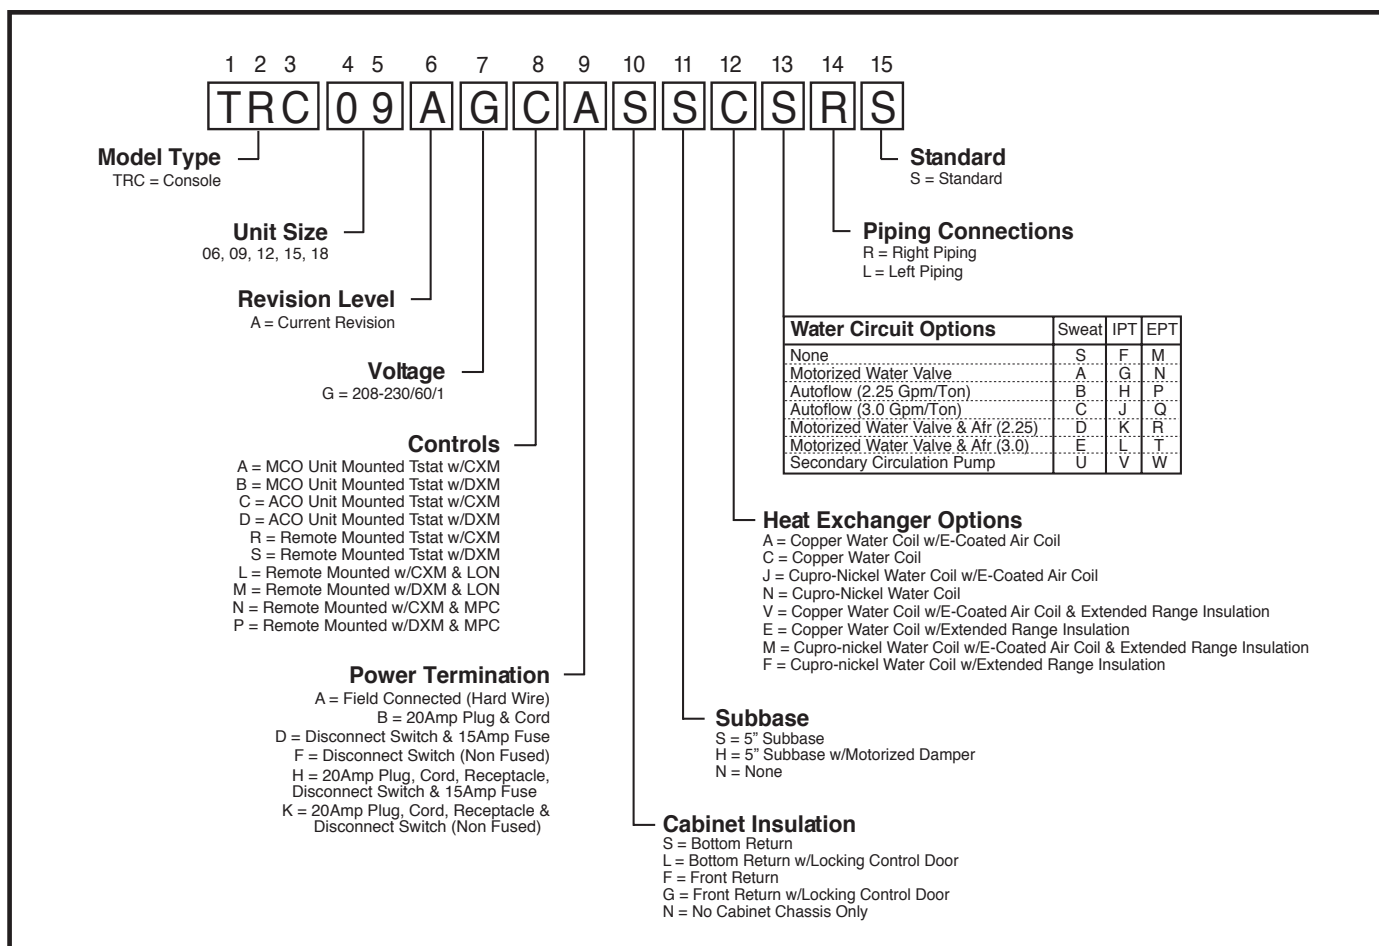 1 2 3 4 5 6 7 8 9 10 11 12 13 14 15
TRC 09 A G C A S S C S R S
Model Type
TRC = Console
Unit Size
06, 09, 12, 15, 18
Revision Level
A = Current Revision
Voltage
G = 208-230/60/1
Controls
A = MCO Unit Mounted Tstat w/CXM
B = MCO Unit Mounted Tstat w/DXM
C = ACO Unit Mounted Tstat w/CXM
D = ACO Unit Mounted Tstat w/DXM
R = Remote Mounted Tstat w/CXM
S = Remote Mounted Tstat w/DXM
L = Remote Mounted w/CXM & LON
M = Remote Mounted w/DXM & LON
N = Remote Mounted w/CXM & MPC
P = Remote Mounted w/DXM & MPC
Power Termination
A = Field Connected (Hard Wire)
B = 20Amp Plug & Cord
D = Disconnect Switch & 15Amp Fuse
F = Disconnect Switch (Non Fused)
H = 20Amp Plug, Cord, Receptacle,
Disconnect Switch & 15Amp Fuse
K = 20Amp Plug, Cord, Receptacle &
Disconnect Switch (Non Fused)
Standard
S = Standard
Piping Connections
R = Right Piping
L = Left Piping
Water Circuit Options Sweat IPT EPT
None S F M
Motorized Water Valve A G N
Autoflow (2.25 Gpm/Ton) B H P
Autoflow (3.0 Gpm/Ton) C J Q
Motorized Water Valve & Afr (2.25) D K R
Motorized Water Valve & Afr (3.0) E L T
Secondary Circulation Pump U V W
Heat Exchanger Options
A = Copper Water Coil w/E-Coated Air Coil
C = Copper Water Coil
J = Cupro-Nickel Water Coil w/E-Coated Air Coil
N = Cupro-Nickel Water Coil
V = Copper Water Coil w/E-Coated Air Coil & Extended Range Insulation
E = Copper Water Coil w/Extended Range Insulation
M = Cupro-nickel Water Coil w/E-Coated Air Coil & Extended Range Insulation
F = Cupro-nickel Water Coil w/Extended Range Insulation
Subbase
S = 5” Subbase
H = 5” Subbase w/Motorized Damper
N = None
Cabinet Insulation
S = Bottom Return
L = Bottom Return w/Locking Control Door
F = Front Return
G = Front Return w/Locking Control Door
N = No Cabinet Chassis Only